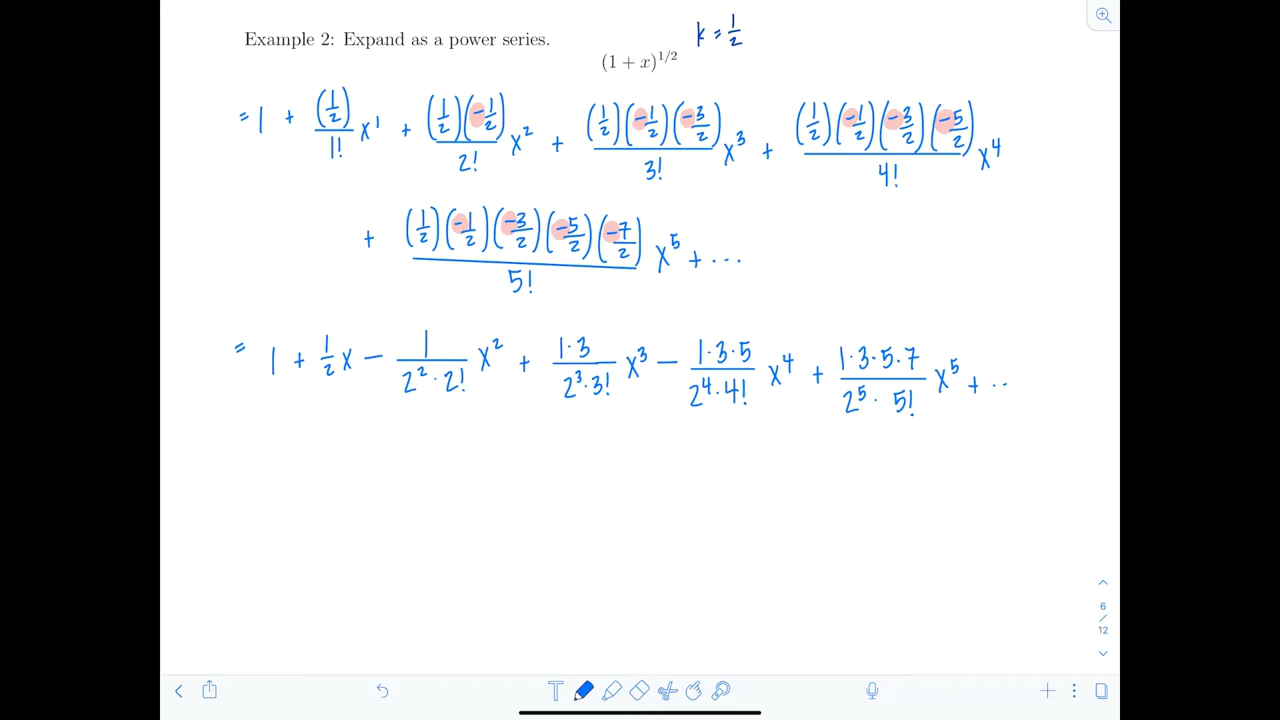 Example 2: Expand as a power series.
k = 1/2
(1 + x)^{1/2}
= 1 + (1/2)/1! x^1 + (1/2)(-1/2)/2! x^2 + (1/2)(-1/2)(-3/2)/3! x^3 + (1/2)(-1/2)(-3/2)(-5/2)/4! x^4
+ (1/2)(-1/2)(-3/2)(-5/2)(-7/2)/5! x^5 + ...
= 1 + 1/2 x - 1/(2^2 · 2!) x^2 + 1·3/(2^3 · 3!) x^3 - 1·3·5/(2^4 · 4!) x^4 + 1·3·5·7/(2^5 · 5!) x^5 + ..
6
/
12
T